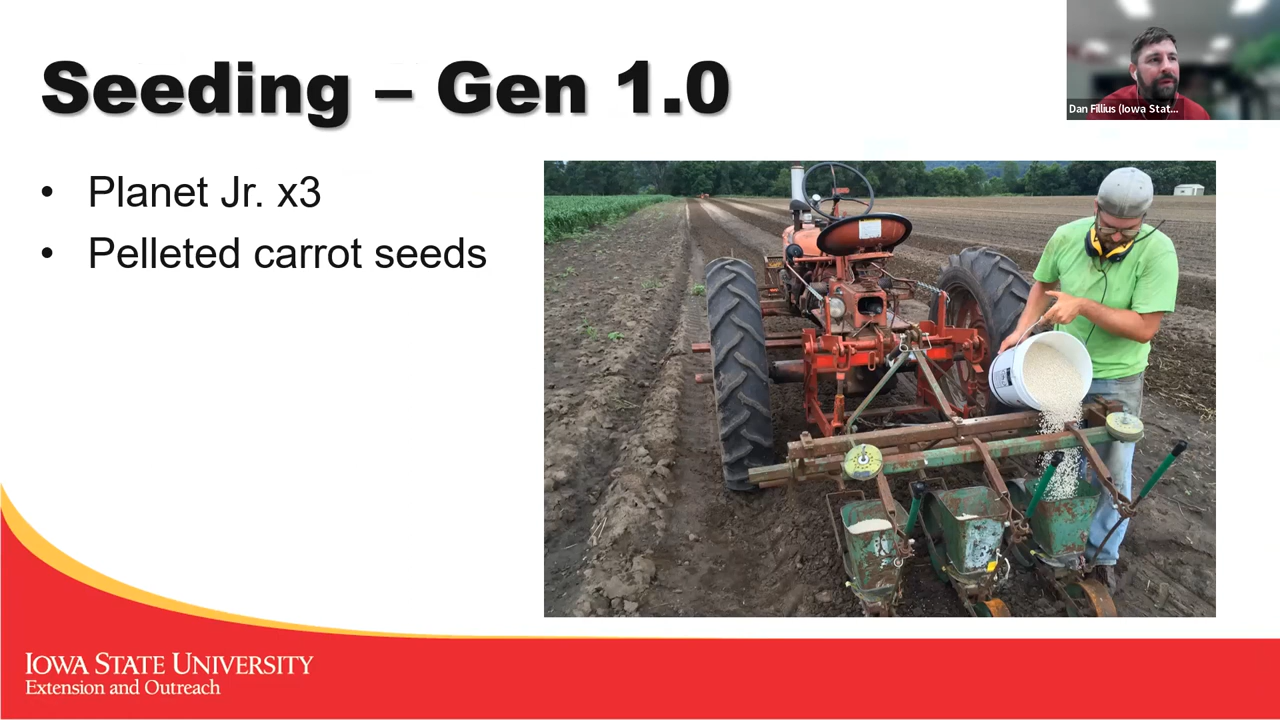 Seeding – Gen 1.0
Dan Fillius (Iowa Stat...
• Planet Jr. x3
• Pelleted carrot seeds
IOWA STATE UNIVERSITY
Extension and Outreach